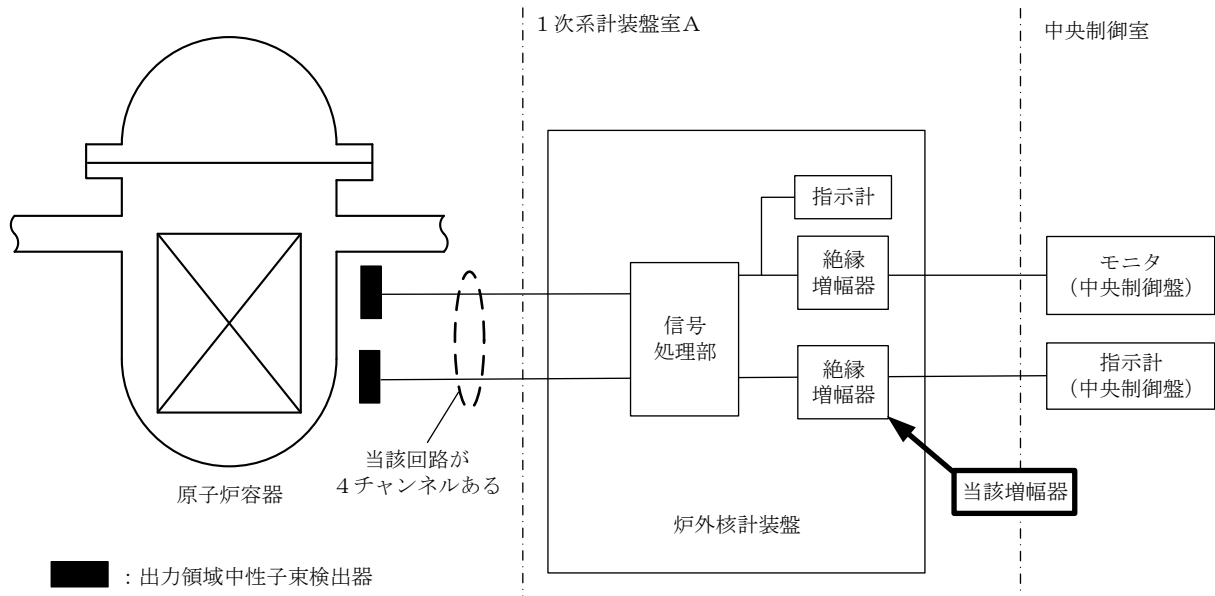 1次系計装盤室A
中央制御室
指示計
絶縁
増幅器
モニタ
(中央制御盤)
信号
処理部
絶縁
増幅器
指示計
(中央制御盤)
当該回路が
4チャンネルある
原子炉容器
当該増幅器
炉外核計装盤
:出力領域中性子束検出器